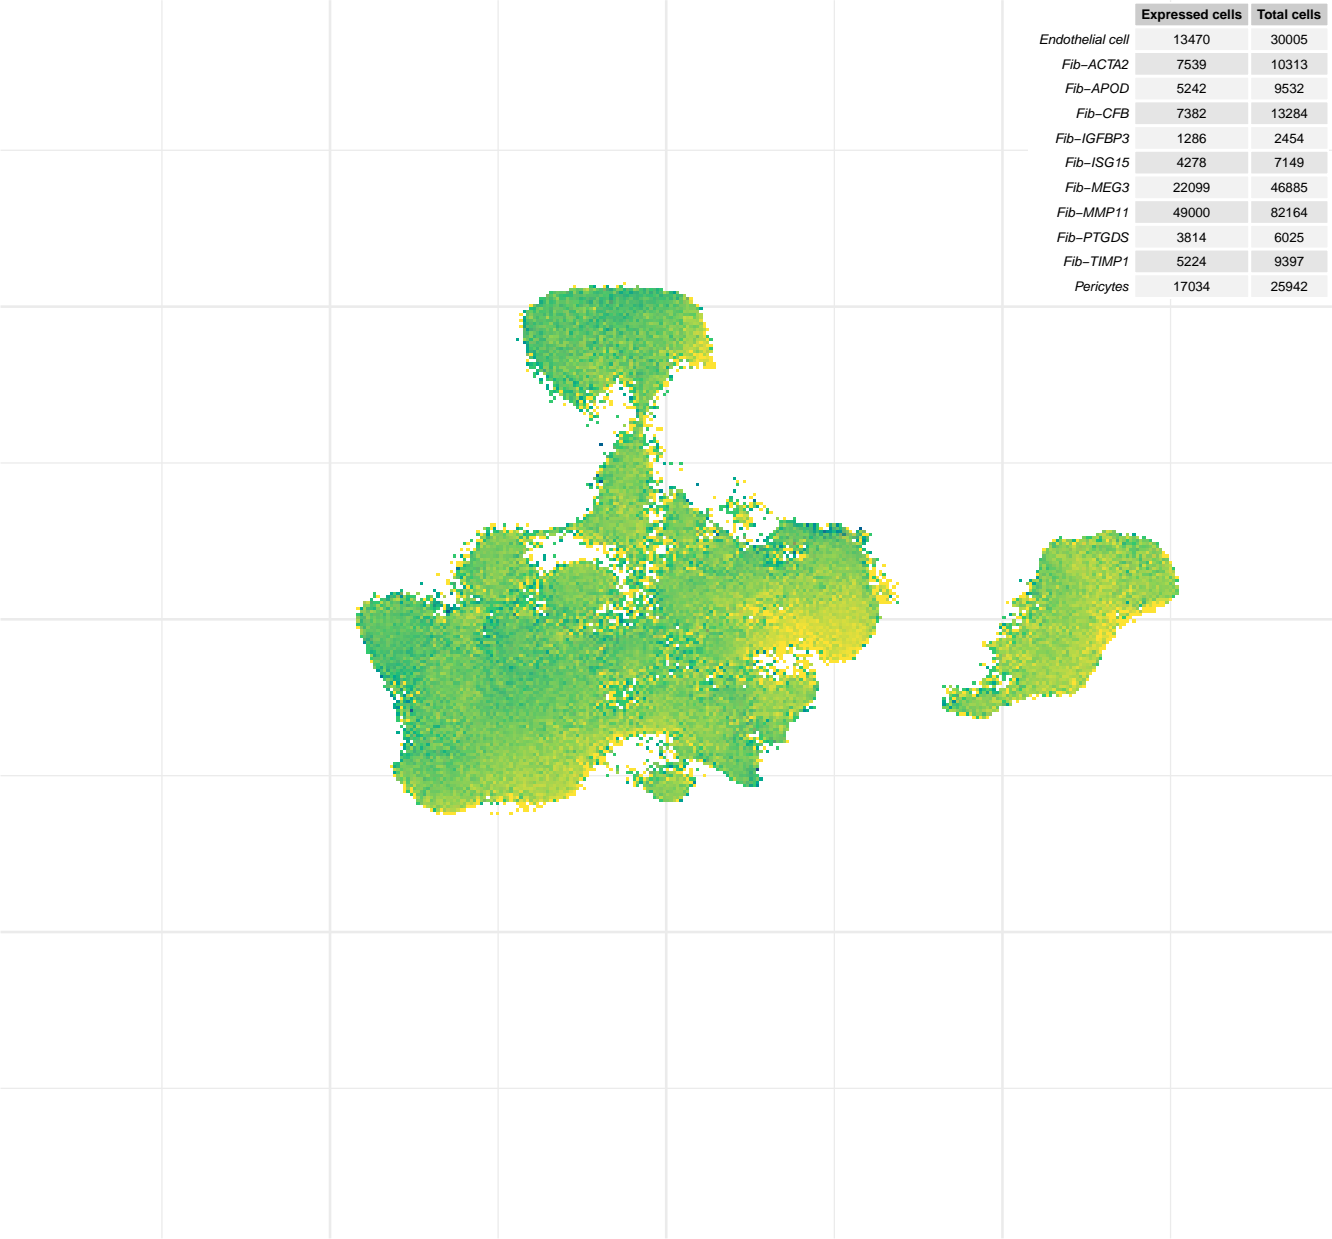 Expressed cells Total cells
Endothelial cell 13470 30005
Fib−ACTA2 7539 10313
Fib−APOD 5242 9532
Fib−CFB 7382 13284
Fib−IGFBP3 1286 2454
Fib−ISG15 4278 7149
Fib−MEG3 22099 46885
Fib−MMP11 49000 82164
Fib−PTGDS 3814 6025
Fib−TIMP1 5224 9397
Pericytes 17034 25942